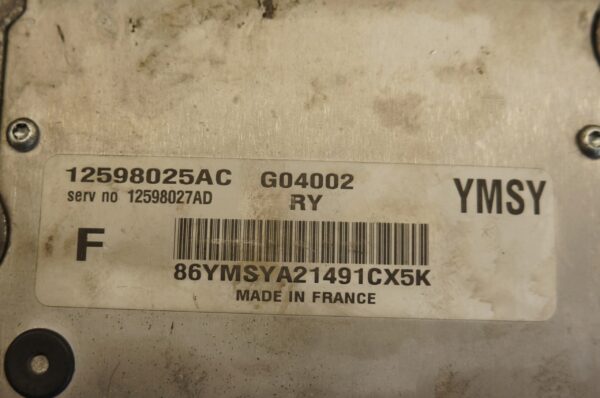 12598025AC G04002 YMSY
serv no 12598027AD RY
F
86YMSYA21491CX5K
MADE IN FRANCE